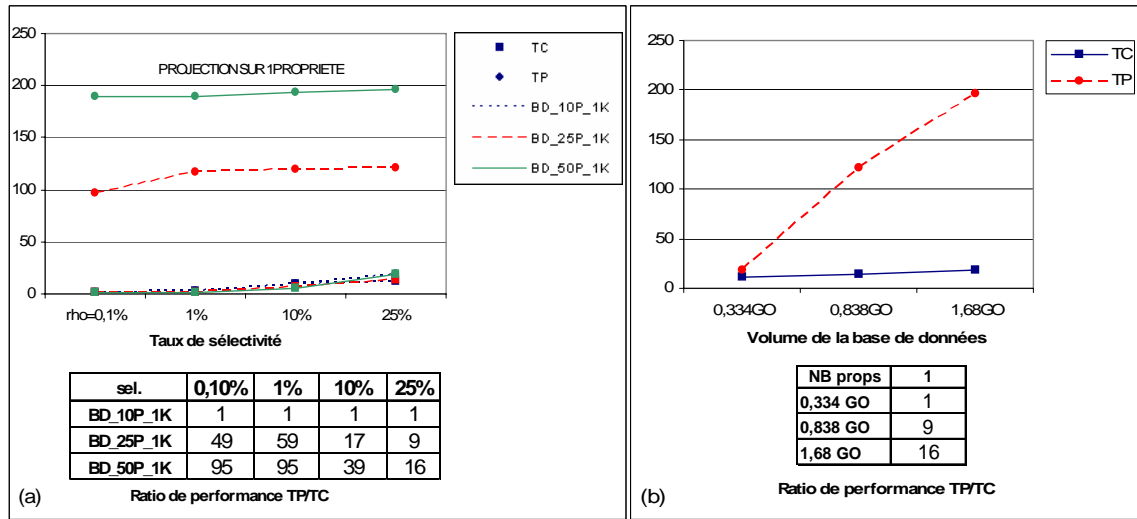 250
200
150
100
50
0
PROJECTION SUR 1PROPRIETE
rho=0,1% 1% 10% 25%
Taux de sélectivité
TC
TP
BD_10P_1K
BD_25P_1K
BD_50P_1K
sel. 0,10% 1% 10% 25%
BD_10P_1K 1 1 1 1
BD_25P_1K 49 59 17 9
BD_50P_1K 95 95 39 16
(a) Ratio de performance TP/TC
250
200
150
100
50
0
0,334GO 0,838GO 1,68GO
Volume de la base de données
TC
TP
NB props 1
0,334 GO 1
0,838 GO 9
1,68 GO 16
(b) Ratio de performance TP/TC